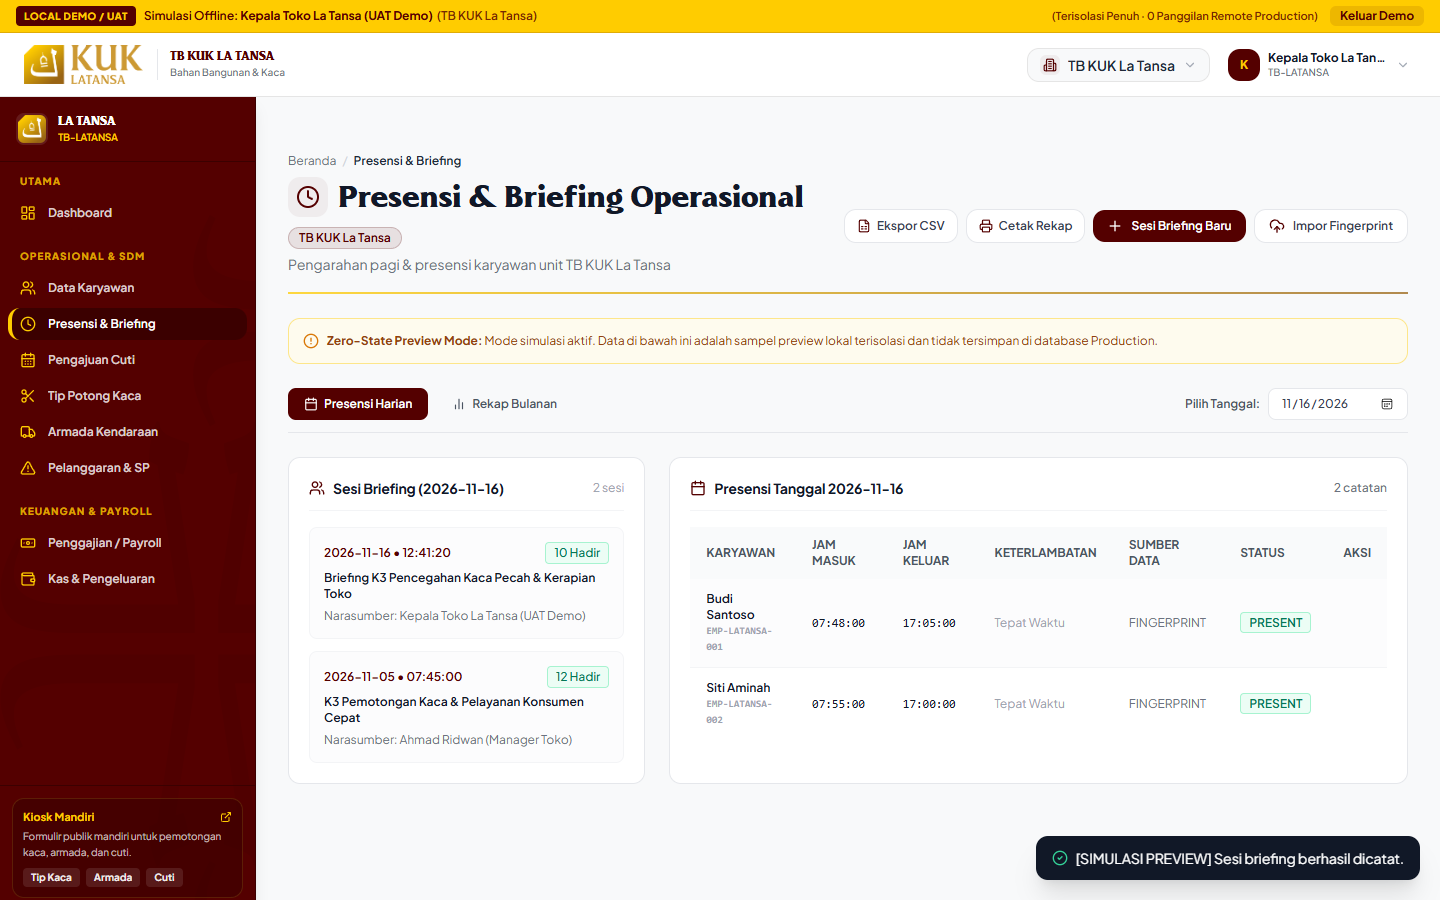 LOCAL DEMO / UAT Simulasi Offline: Kepala Toko La Tansa (UAT Demo) (TB KUK La Tansa) (Terisolasi Penuh · 0 Panggilan Remote Production) Keluar Demo
KUK LATANSA
TB KUK LA TANSA
Bahan Bangunan & Kaca
TB KUK La Tansa
K
Kepala Toko La Tan...
TB-LATANSA
LA TANSA
TB-LATANSA
UTAMA
Dashboard
OPERASIONAL & SDM
Data Karyawan
Presensi & Briefing
Pengajuan Cuti
Tip Potong Kaca
Armada Kendaraan
Pelanggaran & SP
KEUANGAN & PAYROLL
Penggajian / Payroll
Kas & Pengeluaran
Kiosk Mandiri
Formulir publik mandiri untuk pemotongan
kaca, armada, dan cuti.
Tip Kaca Armada Cuti
Beranda / Presensi & Briefing
Presensi & Briefing Operasional
TB KUK La Tansa
Pengarahan pagi & presensi karyawan unit TB KUK La Tansa
Ekspor CSV Cetak Rekap Sesi Briefing Baru Impor Fingerprint
Zero-State Preview Mode: Mode simulasi aktif. Data di bawah ini adalah sampel preview lokal terisolasi dan tidak tersimpan di database Production.
Presensi Harian Rekap Bulanan Pilih Tanggal: 11/16/2026
Sesi Briefing (2026-11-16) 2 sesi
2026-11-16 • 12:41:20 10 Hadir
Briefing K3 Pencegahan Kaca Pecah & Kerapian
Toko
Narasumber: Kepala Toko La Tansa (UAT Demo)
2026-11-05 • 07:45:00 12 Hadir
K3 Pemotongan Kaca & Pelayanan Konsumen
Cepat
Narasumber: Ahmad Ridwan (Manager Toko)
Presensi Tanggal 2026-11-16 2 catatan
KARYAWAN JAM MASUK JAM KELUAR KETERLAMBATAN SUMBER DATA STATUS AKSI
Budi Santoso EMP-LATANSA-001 07:48:00 17:05:00 Tepat Waktu FINGERPRINT PRESENT
Siti Aminah EMP-LATANSA-002 07:55:00 17:00:00 Tepat Waktu FINGERPRINT PRESENT
[SIMULASI PREVIEW] Sesi briefing berhasil dicatat.